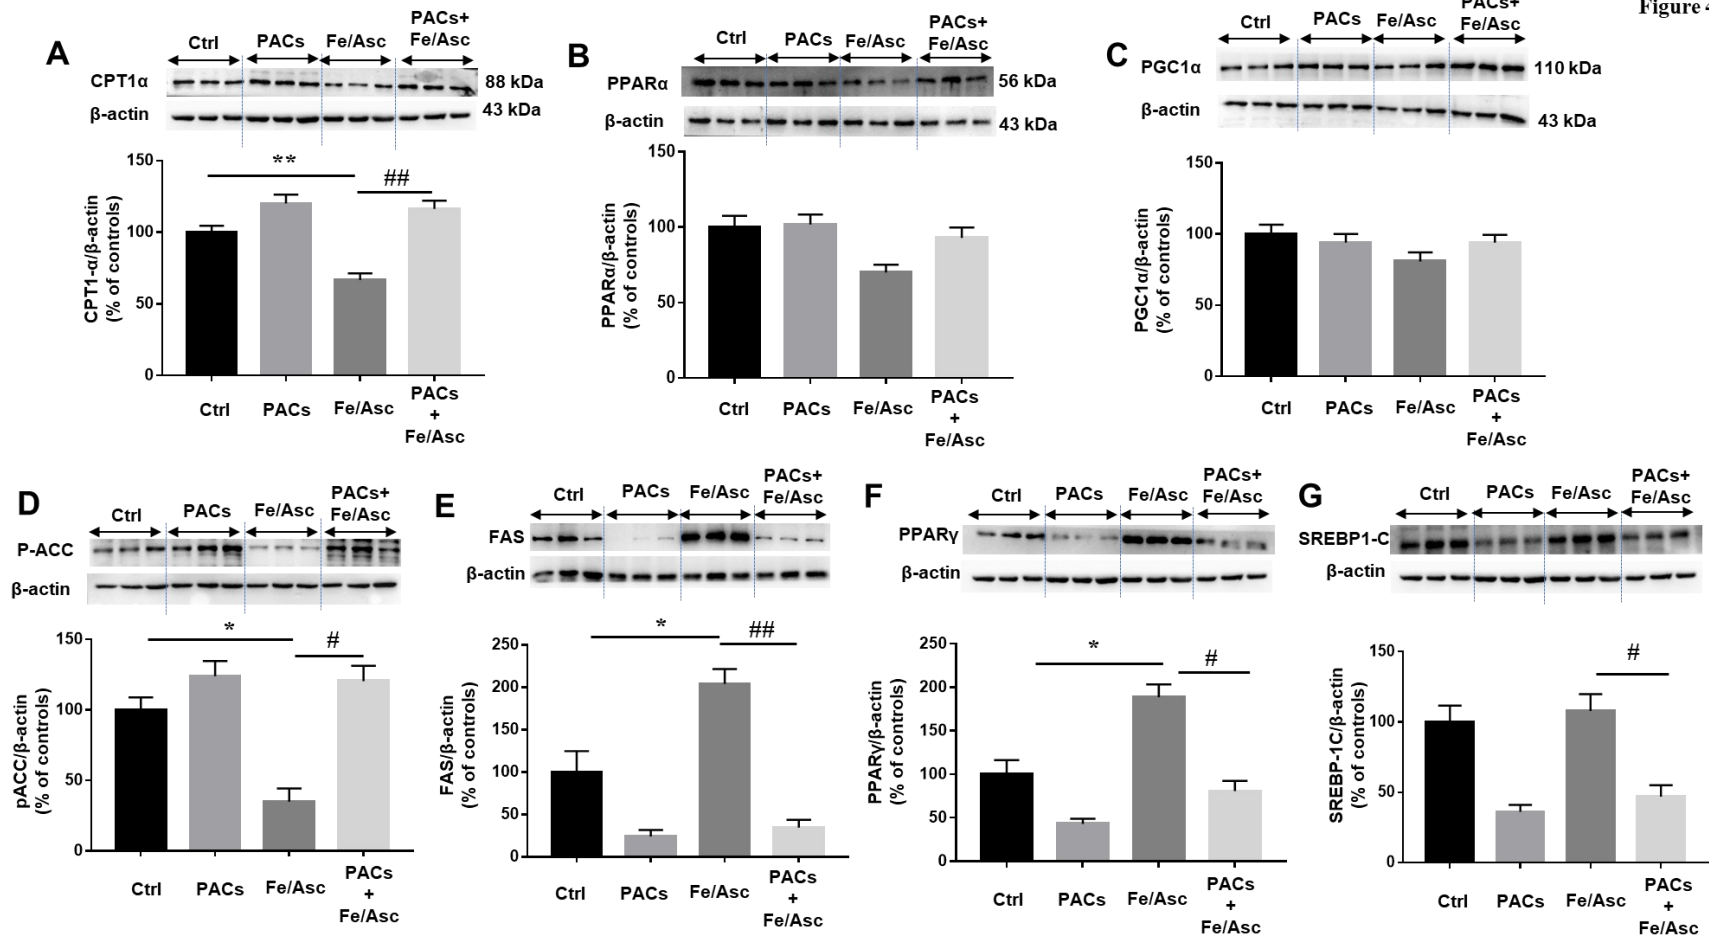 Figure 4
A
Ctrl
PACs
Fe/Asc
PACs+
Fe/Asc
CPT1α
88 kDa
β-actin
43 kDa
**
##
150
100
50
0
CPT1-α/β-actin
(% of controls)
Ctrl
PACs
Fe/Asc
PACs
+
Fe/Asc
B
Ctrl
PACs
Fe/Asc
PACs+
Fe/Asc
PPARα
56 kDa
β-actin
43 kDa
150
100
50
0
PPARα/β-actin
(% of controls)
Ctrl
PACs
Fe/Asc
PACs
+
Fe/Asc
C
Ctrl
PACs
Fe/Asc
PACs+
Fe/Asc
PGC1α
110 kDa
β-actin
43 kDa
150
100
50
0
PGC1α/β-actin
(% of controls)
Ctrl
PACs
Fe/Asc
PACs
+
Fe/Asc
D
Ctrl
PACs
Fe/Asc
PACs+
Fe/Asc
P-ACC
β-actin
*
#
150
100
50
0
pACC/β-actin
(% of controls)
Ctrl
PACs
Fe/Asc
PACs
+
Fe/Asc
E
Ctrl
PACs
Fe/Asc
PACs+
Fe/Asc
FAS
β-actin
*
##
250
200
150
100
50
0
FAS/β-actin
(% of controls)
Ctrl
PACs
Fe/Asc
PACs
+
Fe/Asc
F
Ctrl
PACs
Fe/Asc
PACs+
Fe/Asc
PPARγ
β-actin
*
#
250
200
150
100
50
0
PPARγ/β-actin
(% of controls)
Ctrl
PACs
Fe/Asc
PACs
+
Fe/Asc
G
Ctrl
PACs
Fe/Asc
PACs+
Fe/Asc
SREBP1-C
β-actin
#
150
100
50
0
SREBP-1C/β-actin
(% of controls)
Ctrl
PACs
Fe/Asc
PACs
+
Fe/Asc